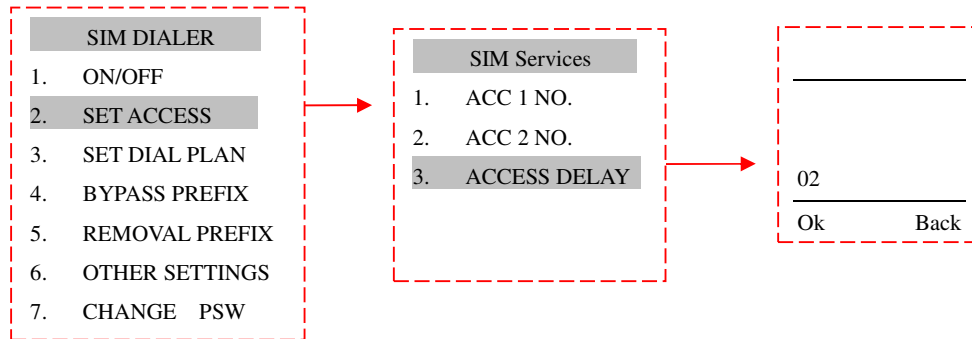 SIM DIALER
1. ON/OFF
2. SET ACCESS
3. SET DIAL PLAN
4. BYPASS PREFIX
5. REMOVAL PREFIX
6. OTHER SETTINGS
7. CHANGE PSW
SIM Services
1. ACC 1 NO.
2. ACC 2 NO.
3. ACCESS DELAY
02
Ok Back